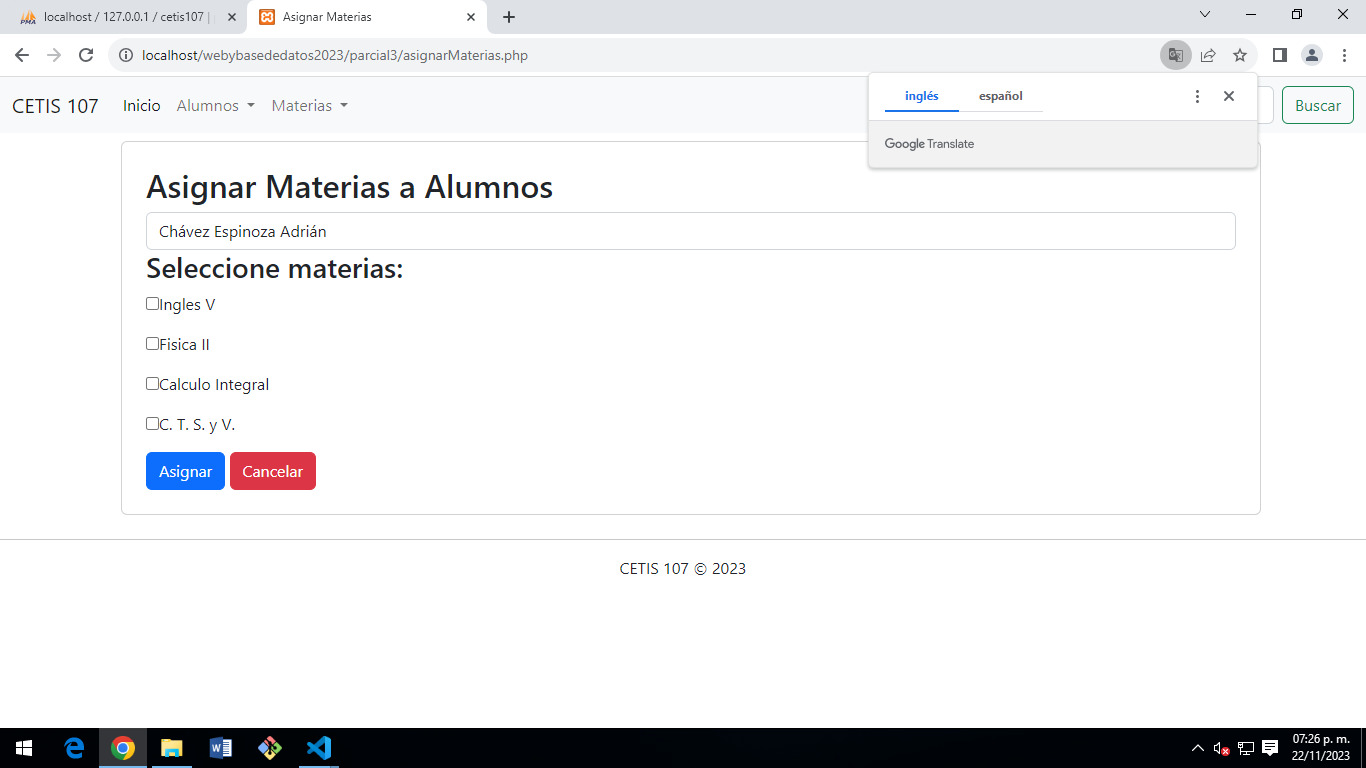 localhost / 127.0.0.1 / cetis107 |
Asignar Materias
localhost/webybasededatos2023/parcial3/asignarMaterias.php
CETIS 107 Inicio Alumnos Materias Buscar
inglés español
Google Translate
Asignar Materias a Alumnos
Chávez Espinoza Adrián
Seleccione materias:
Ingles V
Fisica II
Calculo Integral
C. T. S. y V.
Asignar Cancelar
CETIS 107 © 2023
07:26 p. m.
22/11/2023